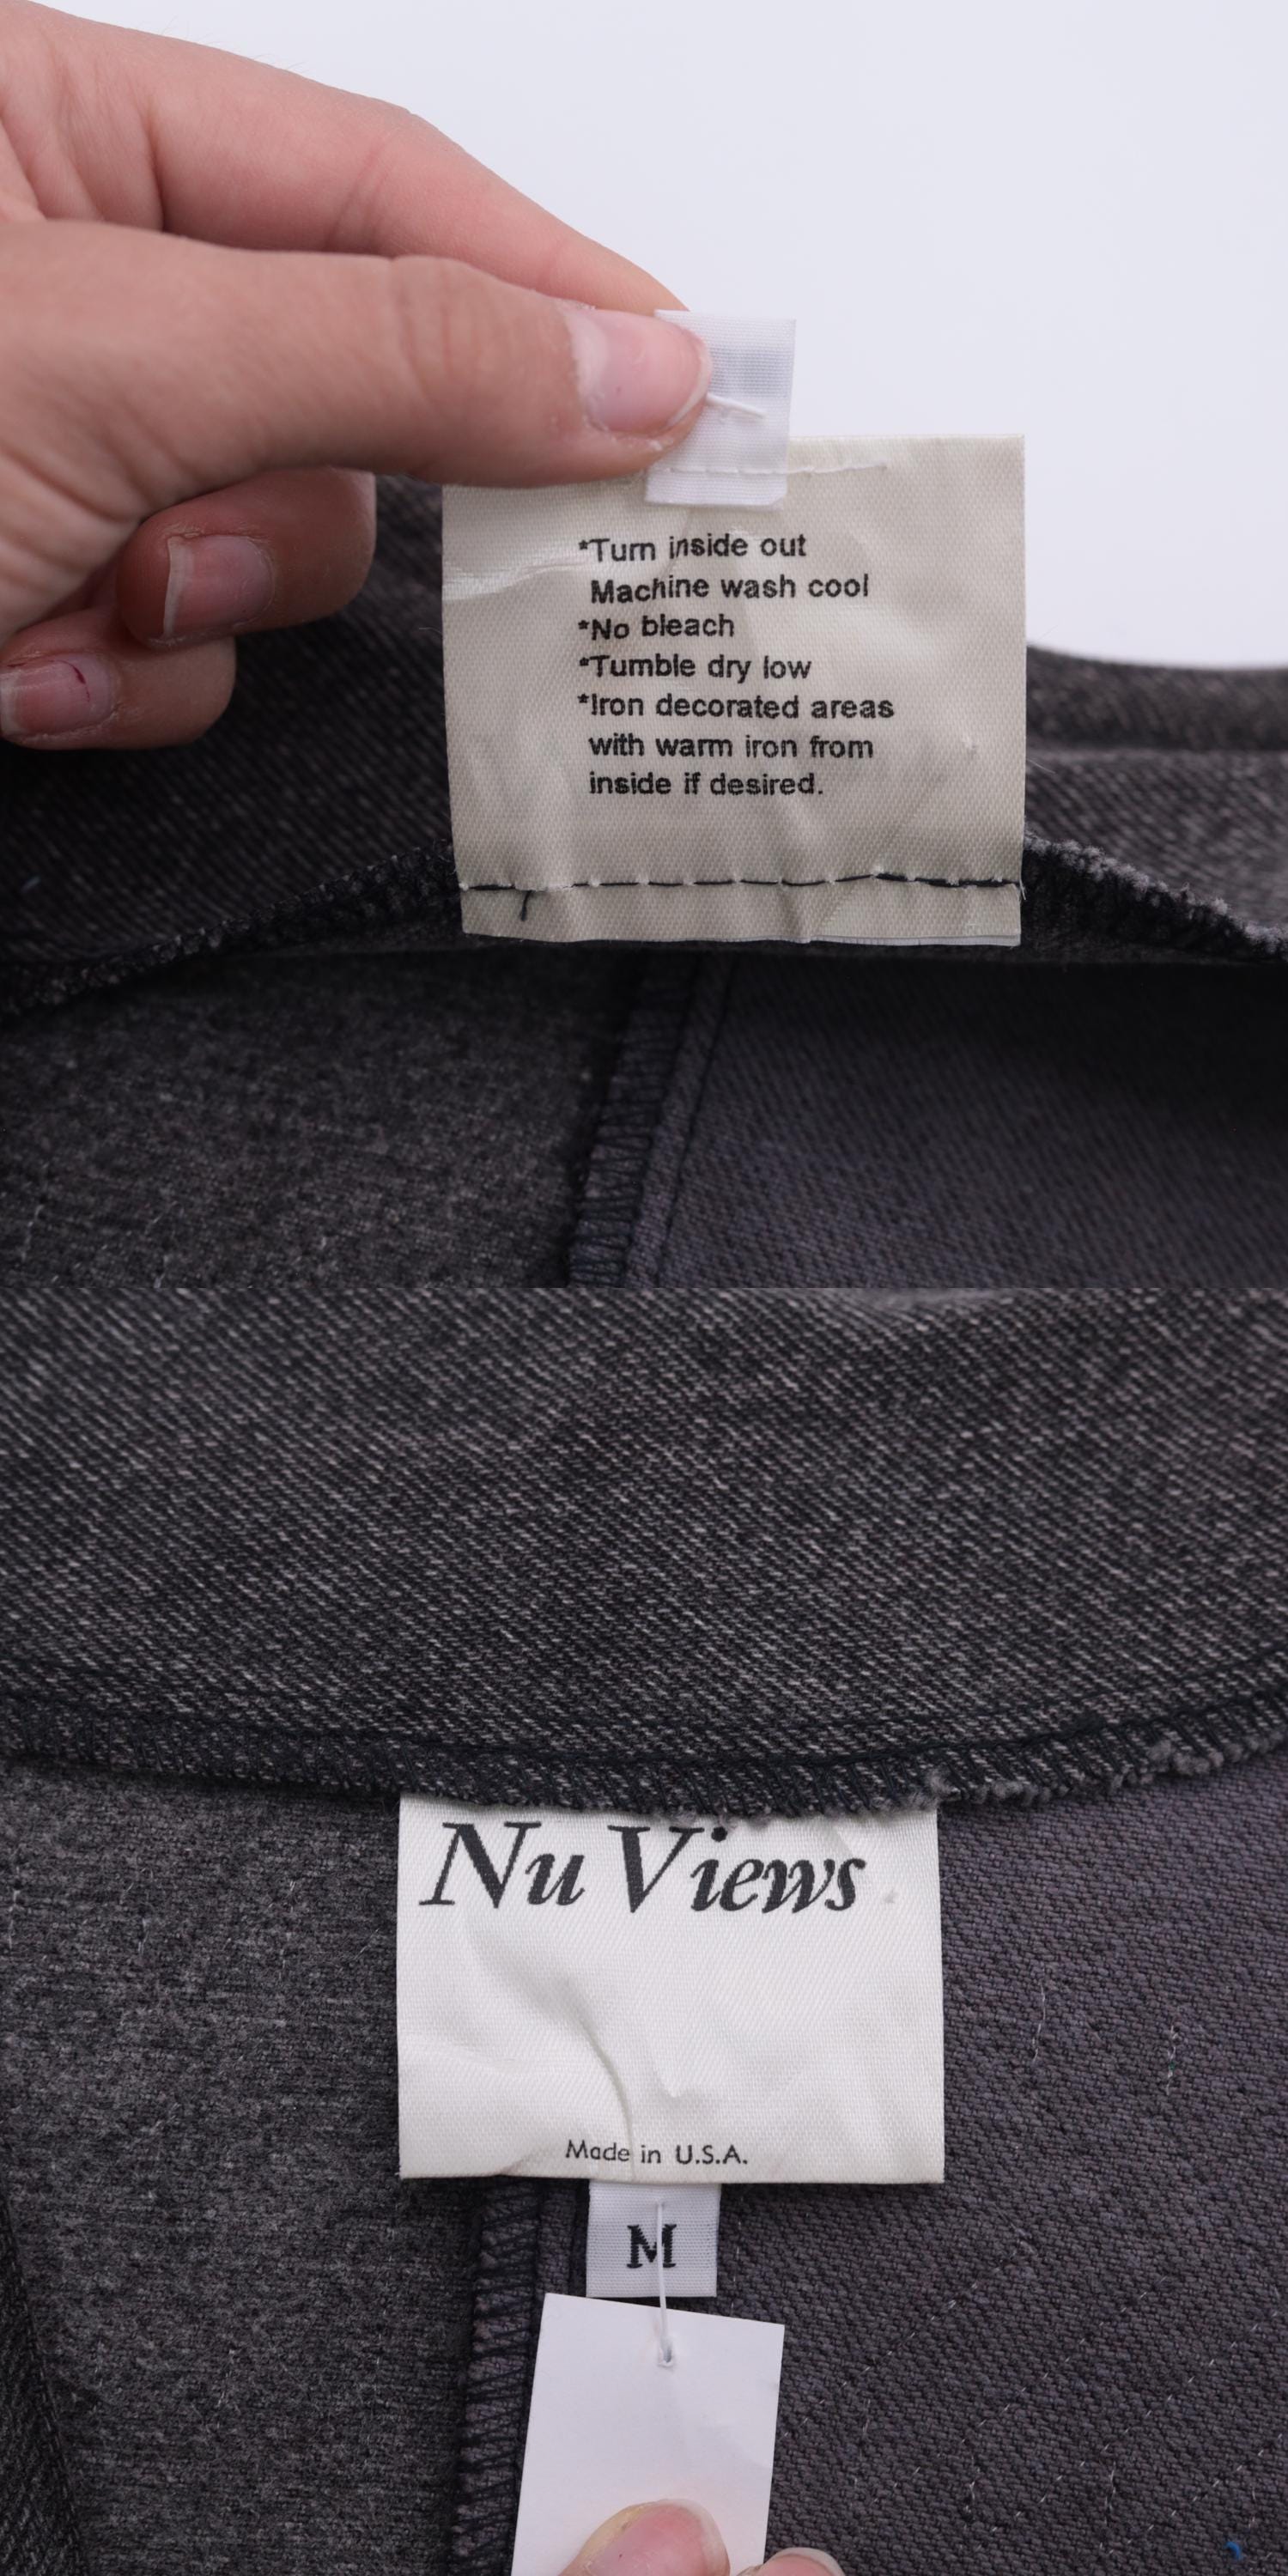 *Turn inside out
Machine wash cool
*No bleach
*Tumble dry low
*Iron decorated areas
with warm iron from
inside if desired.
Nu Views
Made in U.S.A.
M